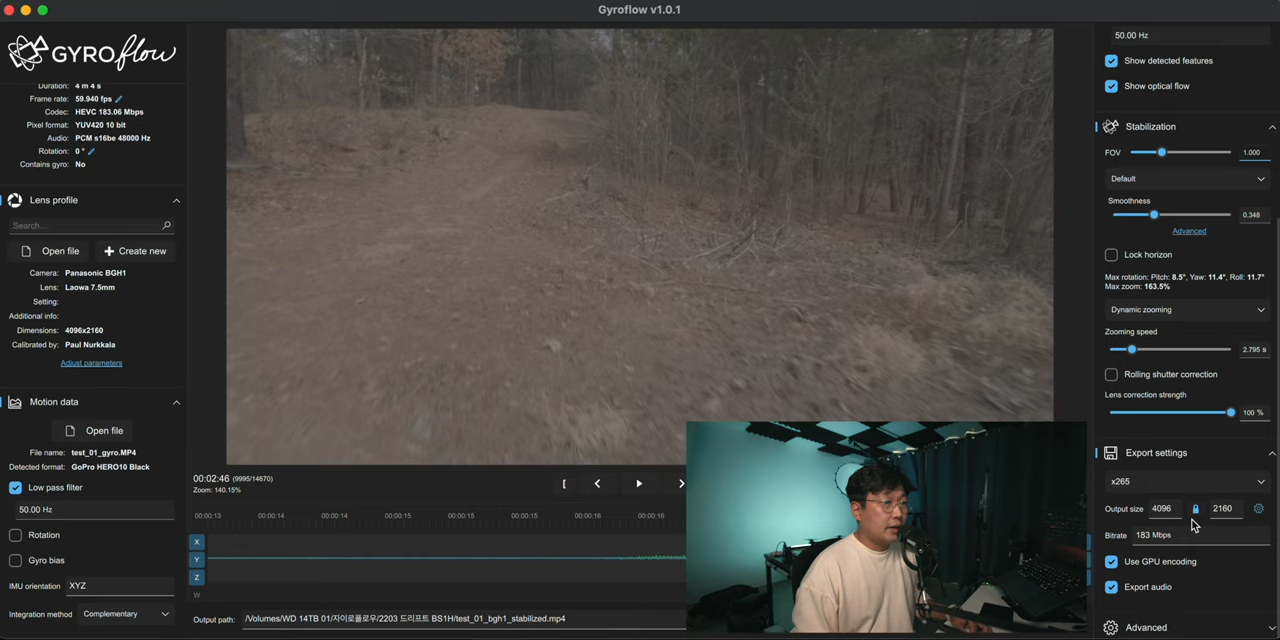 Gyroflow v1.0.1
GYROflow
Duration: 4 m 4 s
Frame rate: 59.940 fps
Codec: HEVC 183.06 Mbps
Pixel format: YUV420 10 bit
Audio: PCM s16be 48000 Hz
Rotation: 0 °
Contains gyro: No
Lens profile
Search...
Open file
Create new
Camera: Panasonic BGH1
Lens: Laowa 7.5mm
Setting:
Additional info:
Dimensions: 4096x2160
Calibrated by: Paul Nurkkala
Adjust parameters
Motion data
Open file
File name: test_01_gyro.MP4
Detected format: GoPro HERO10 Black
Low pass filter
50.00 Hz
Rotation
Gyro bias
IMU orientation XYZ
Integration method Complementary
00:02:46 (9995/14670)
Zoom: 140.15%
[
00:00:13 00:00:14 00:00:14 00:00:15 00:00:15 00:00:16 00:00:16
X
Y
Z
W
Output path: /Volumes/WD 14TB 01/자이로플로우/2203 드리프트 BS1H/test_01_bgh1_stabilized.mp4
50.00 Hz
Show detected features
Show optical flow
Stabilization
FOV 1.000
Default
Smoothness
0.348
Advanced
Lock horizon
Max rotation: Pitch: 8.5°, Yaw: 11.4°, Roll: 11.7°
Max zoom: 163.5%
Dynamic zooming
Zooming speed
2.795 s
Rolling shutter correction
Lens correction strength
100 %
Export settings
x265
Output size 4096 2160
Bitrate 183 Mbps
Use GPU encoding
Export audio
Advanced